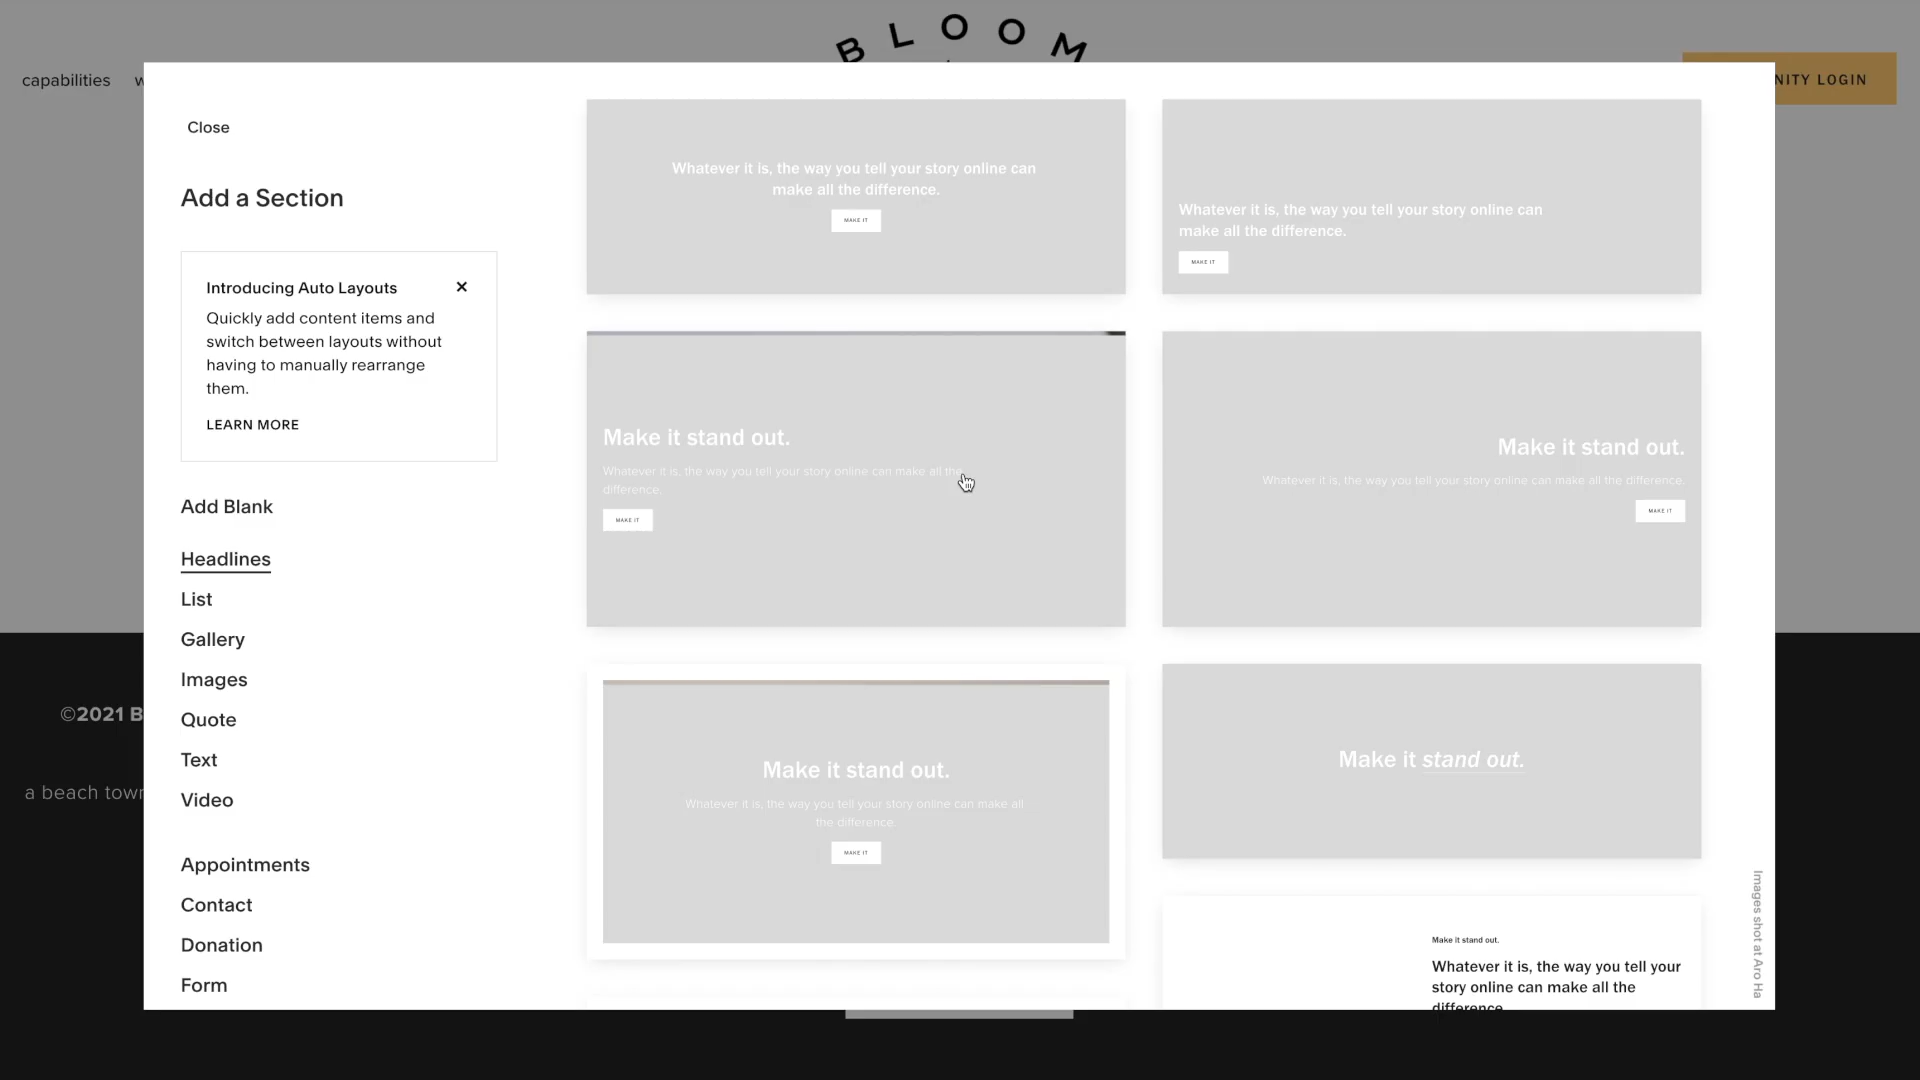 BLOOM
capabilities
NITY LOGIN
Close
Add a Section
Introducing Auto Layouts
Quickly add content items and
switch between layouts without
having to manually rearrange
them.
LEARN MORE
Add Blank
Headlines
List
Gallery
Images
Quote
Text
Video
Appointments
Contact
Donation
Form
Whatever it is, the way you tell your story online can
make all the difference.
MAKE IT
Whatever it is, the way you tell your story online can
make all the difference.
MAKE IT
Make it stand out.
Whatever it is, the way you tell your story online can make all the
difference.
MAKE IT
Make it stand out.
Whatever it is, the way you tell your story online can make all the difference.
MAKE IT
Make it stand out.
Whatever it is, the way you tell your story online can make all
the difference.
MAKE IT
Make it stand out.
Make it stand out.
Whatever it is, the way you tell your
story online can make all the
difference
Images shot at Aro Ha
©2021 B
a beach town